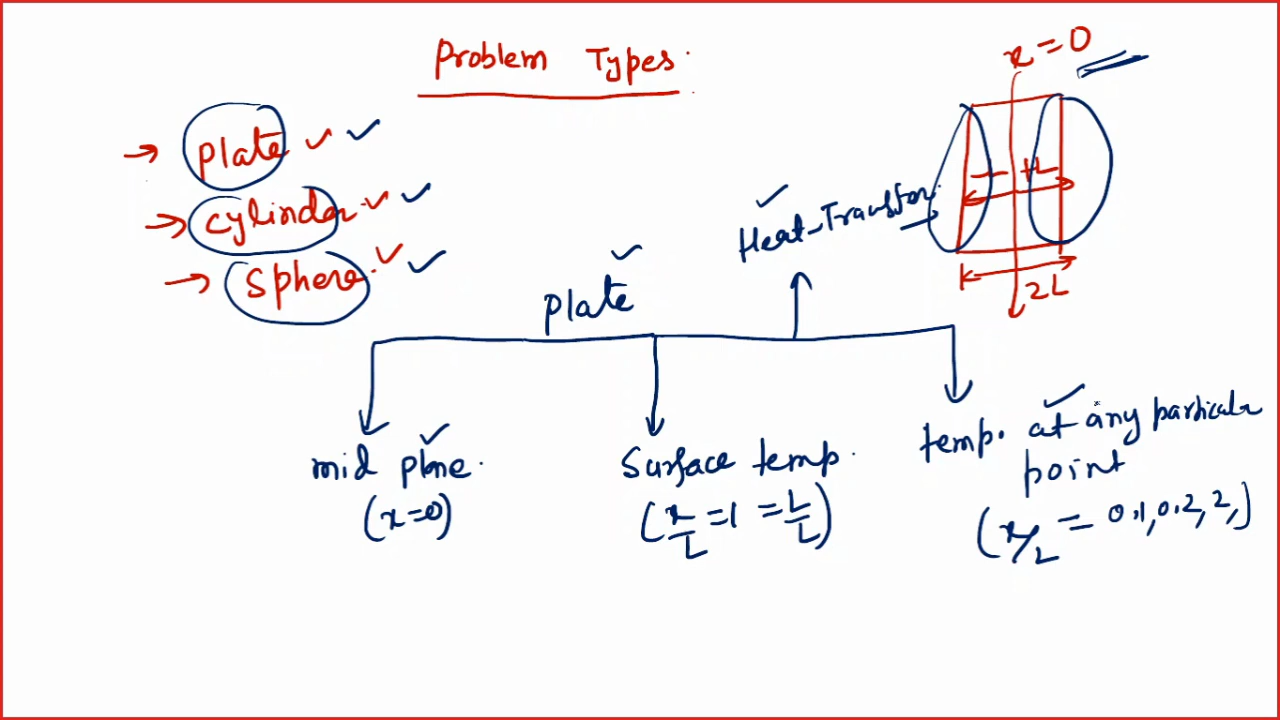 Problem Types.
x = 0
→ plate ✓ ✓
→ cylinder ✓ ✓
→ Sphere ✓ ✓
Heat-Transfer
L +L
2L
plate
mid plane.
(x=0)
Surface temp.
(x/L = 1 = L/L)
temp. at any particular
point
(x/L = 0.1, 0.2, 2,)